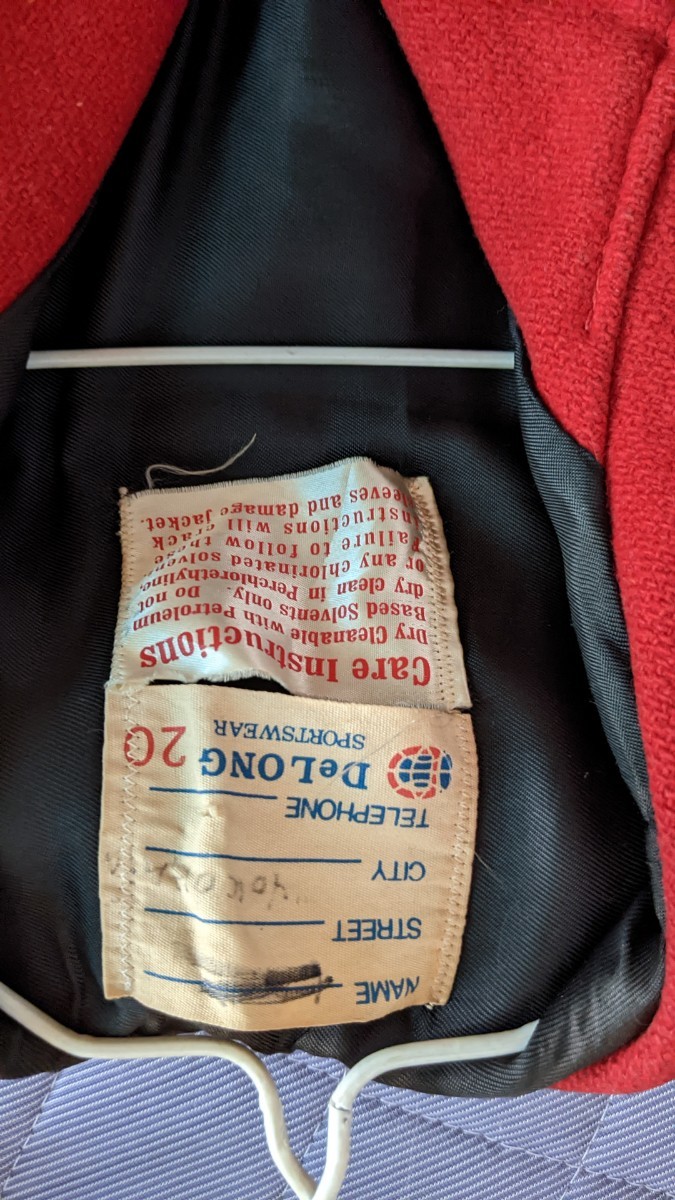 NAME
STREET
CITY
TELEPHONE
DeLONG 20
SPORTSWEAR
Care Instructions
Dry Cleanable with Petroleum
Based Solvents only. Do not
dry clean in Perchlorethyline,
or any chlorinated solvent.
Failure to follow these
instructions will crack
sleeves and damage jacket.